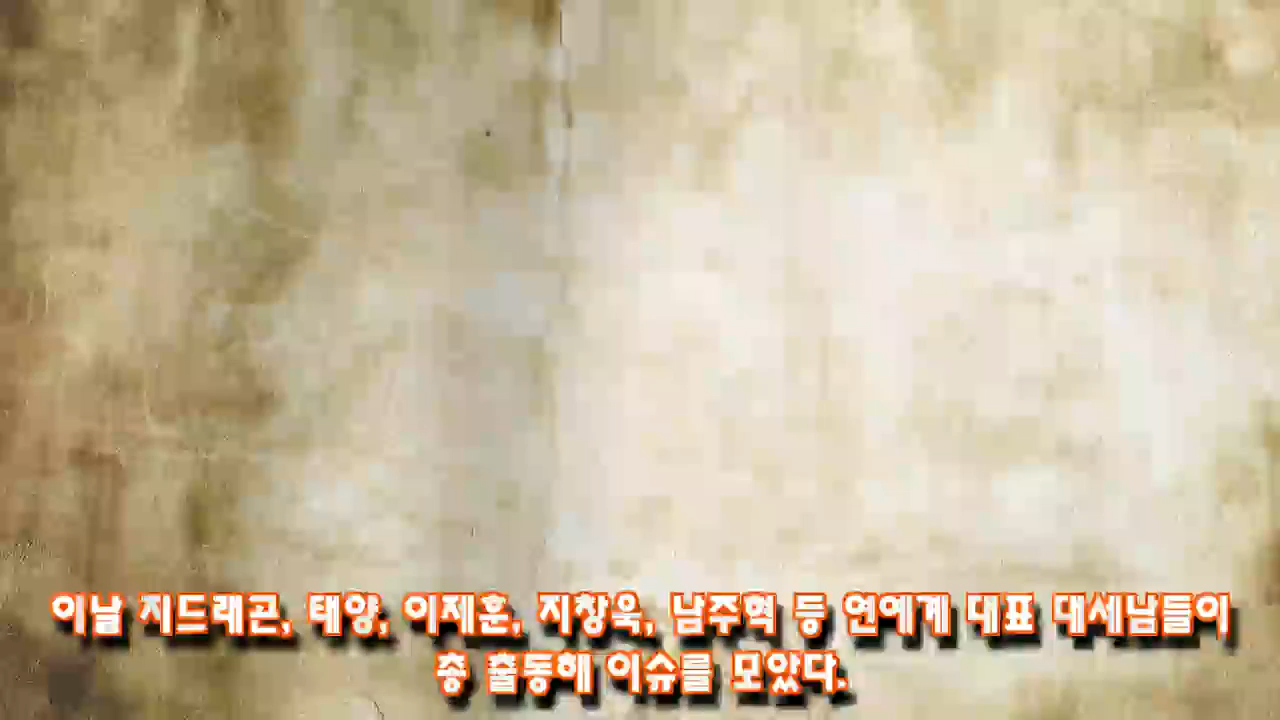 이날 지드래곤, 태양, 이제훈, 지창욱, 남주혁 등 연예계 대표 대세남들이
총 출동해 이슈를 모았다.